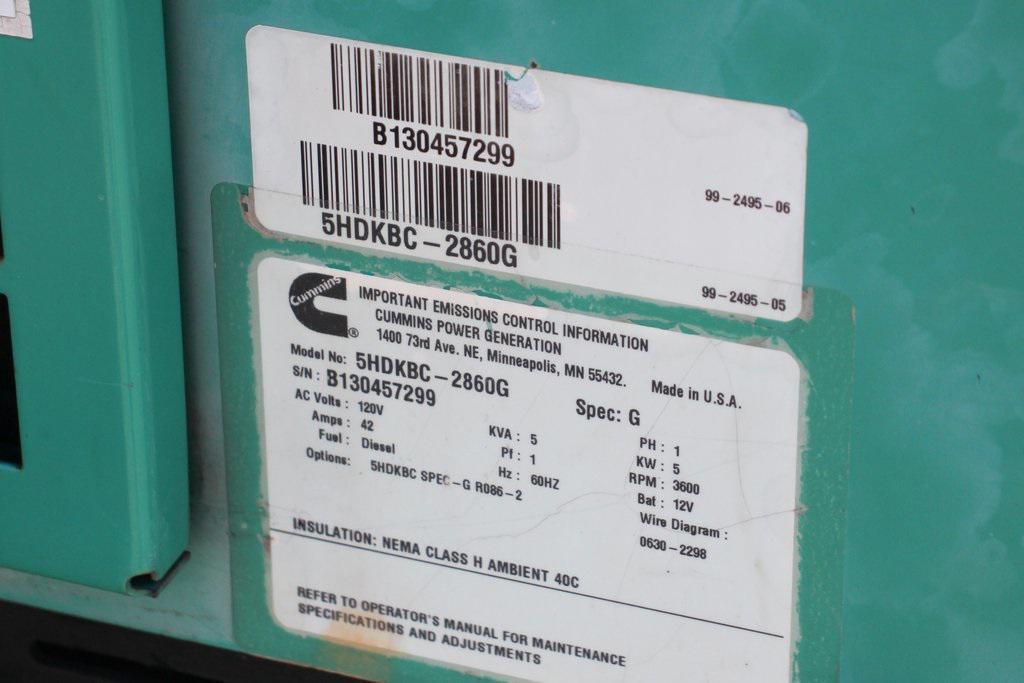 B130457299
99-2495-06
5HDKBC-2860G
99-2495-05
Cummins ®
IMPORTANT EMISSIONS CONTROL INFORMATION
CUMMINS POWER GENERATION
1400 73rd Ave. NE, Minneapolis, MN 55432.
Made in U.S.A.
Model No: 5HDKBC-2860G
Spec: G
S/N: B130457299
AC Volts: 120V
KVA: 5
PH: 1
Amps: 42
Pf: 1
KW: 5
Fuel: Diesel
Hz: 60HZ
RPM: 3600
Options: 5HDKBC SPEC-G R086-2
Bat: 12V
Wire Diagram:
0630-2298
INSULATION: NEMA CLASS H AMBIENT 40C
REFER TO OPERATOR'S MANUAL FOR MAINTENANCE
SPECIFICATIONS AND ADJUSTMENTS